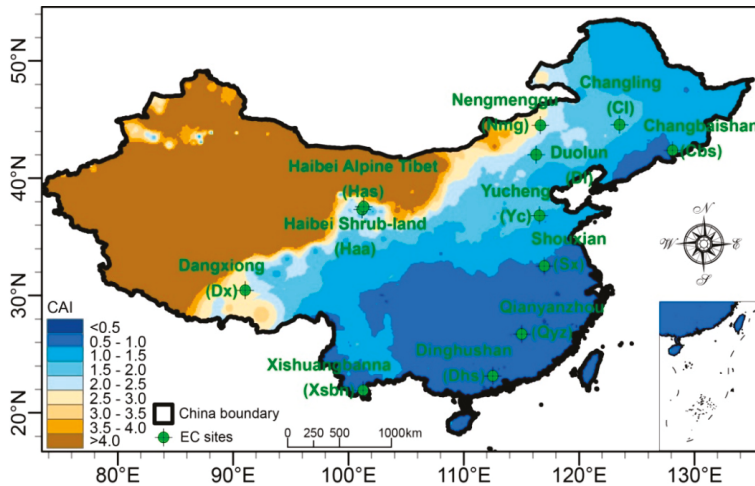 50°N
40°N
30°N
20°N
80°E
90°E
100°E
110°E
120°E
130°E
Changling
(Cl)
Nengmenggu
(Nmg)
Changbaishan
(Cbs)
Duolun
(Dl)
Haibei Alpine Tibet
(Has)
Yucheng
(Yc)
Haibei Shrub-land
(Haa)
Shouxian
(Sx)
Dangxiong
(Dx)
Qianyanzhou
(Qyz)
Dinghushan
(Dhs)
Xishuangbanna
(Xsbn)
N
W E
S
CAI
<0.5
0.5 - 1.0
1.0 - 1.5
1.5 - 2.0
2.0 - 2.5
2.5 - 3.0
3.0 - 3.5
3.5 - 4.0
>4.0
China boundary
EC sites
0 250 500 1000km